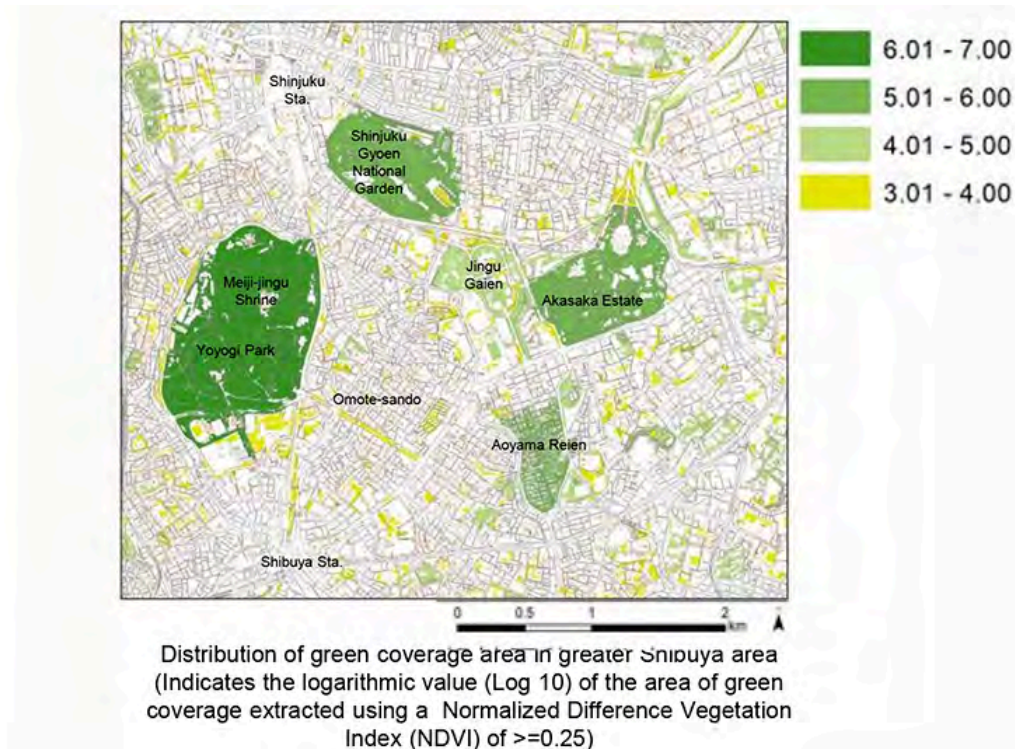 6.01 - 7.00
5.01 - 6.00
4.01 - 5.00
3.01 - 4.00
Shinjuku
Sta.
Shinjuku
Gyoen
National
Garden
Jingu
Gaien
Meiji-jingu
Shrine
Akasaka Estate
Yoyogi Park
Omote-sando
Aoyama Reien
Shibuya Sta.
0 0.5 1 2
km
Distribution of green coverage area in greater Shibuya area
(Indicates the logarithmic value (Log 10) of the area of green
coverage extracted using a Normalized Difference Vegetation
Index (NDVI) of >=0.25)